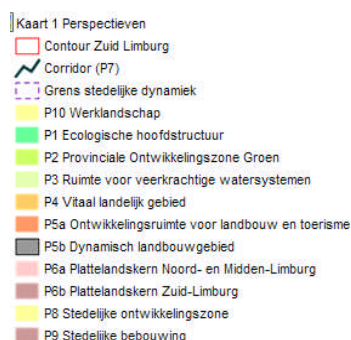 Kaart 1 Perspectieven
Contour Zuid Limburg
Corridor (P7)
Grens stedelijke dynamiek
P10 Werklandschap
P1 Ecologische hoofdstructuur
P2 Provinciale Ontwikkelingszone Groen
P3 Ruimte voor veerkrachtige watersystemen
P4 Vitaal landelijk gebied
P5a Ontwikkelingsruimte voor landbouw en toerisme
P5b Dynamisch landbouwgebied
P6a Plattelandskern Noord- en Midden-Limburg
P6b Plattelandskern Zuid-Limburg
P8 Stedelijke ontwikkelingszone
P9 Stedelijke bebouwing